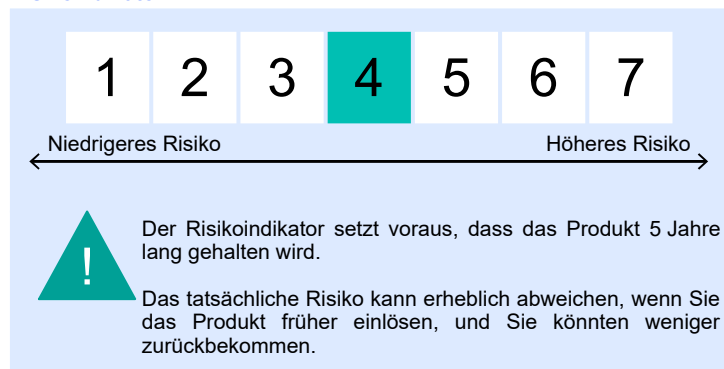 1 2 3 4 5 6 7
Niedrigeres Risiko Höheres Risiko
! Der Risikoindikator setzt voraus, dass das Produkt 5 Jahre
lang gehalten wird.
Das tatsächliche Risiko kann erheblich abweichen, wenn Sie
das Produkt früher einlösen, und Sie könnten weniger
zurückbekommen.